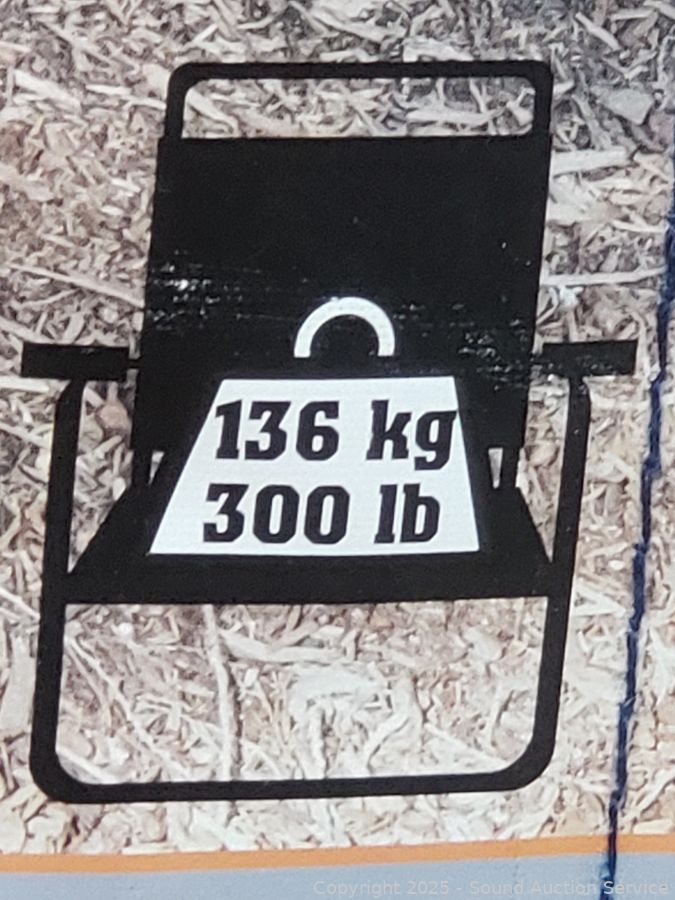 136 kg
300 lb
Copyright 2025 - Sound Auction Service